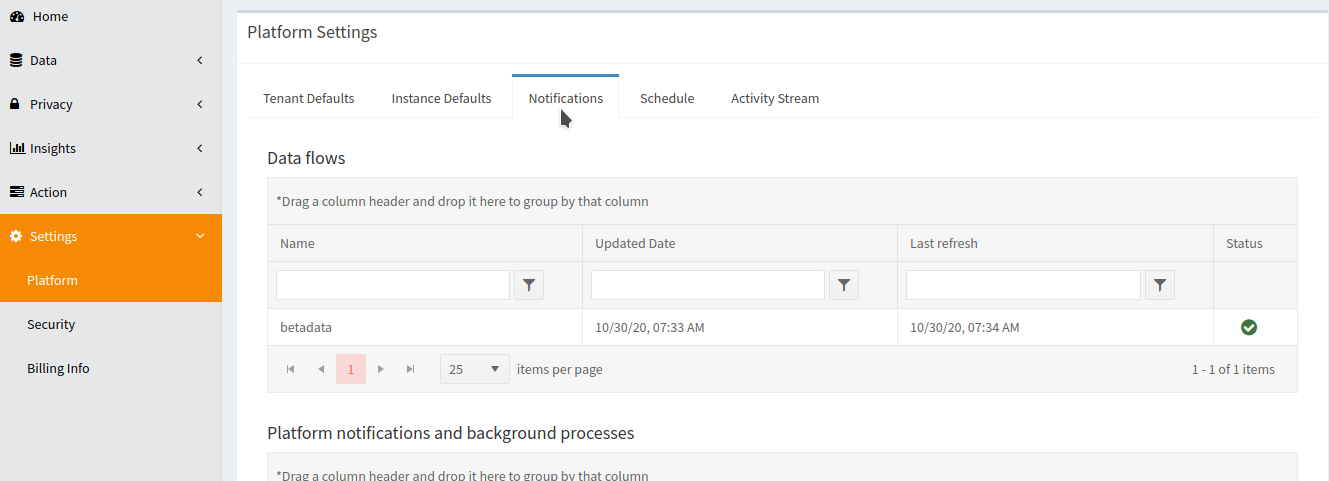 Home
Data
Privacy
Insights
Action
Settings
Platform
Security
Billing Info
Platform Settings
Tenant Defaults Instance Defaults Notifications Schedule Activity Stream
Data flows
*Drag a column header and drop it here to group by that column
Name Updated Date Last refresh Status
betadata 10/30/20, 07:33 AM 10/30/20, 07:34 AM
1 25 items per page 1 - 1 of 1 items
Platform notifications and background processes
*Drag a column header and drop it here to group by that column